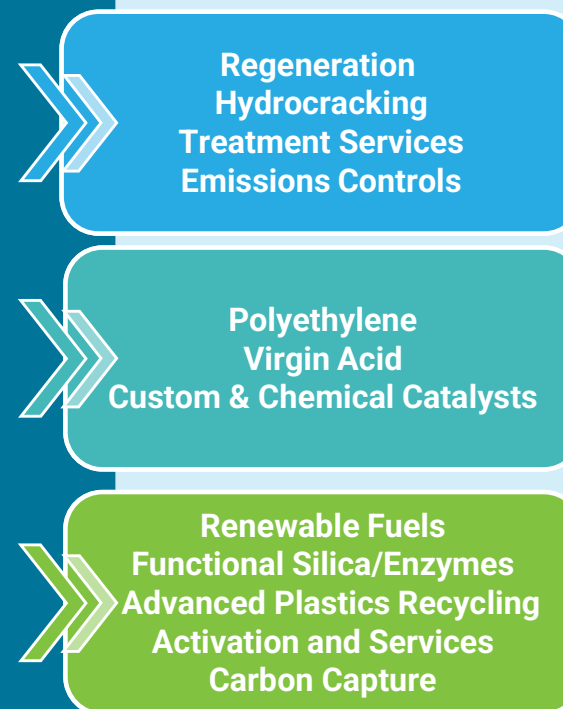 Regeneration
Hydrocracking
Treatment Services
Emissions Controls
Polyethylene
Virgin Acid
Custom & Chemical Catalysts
Renewable Fuels
Functional Silica/Enzymes
Advanced Plastics Recycling
Activation and Services
Carbon Capture